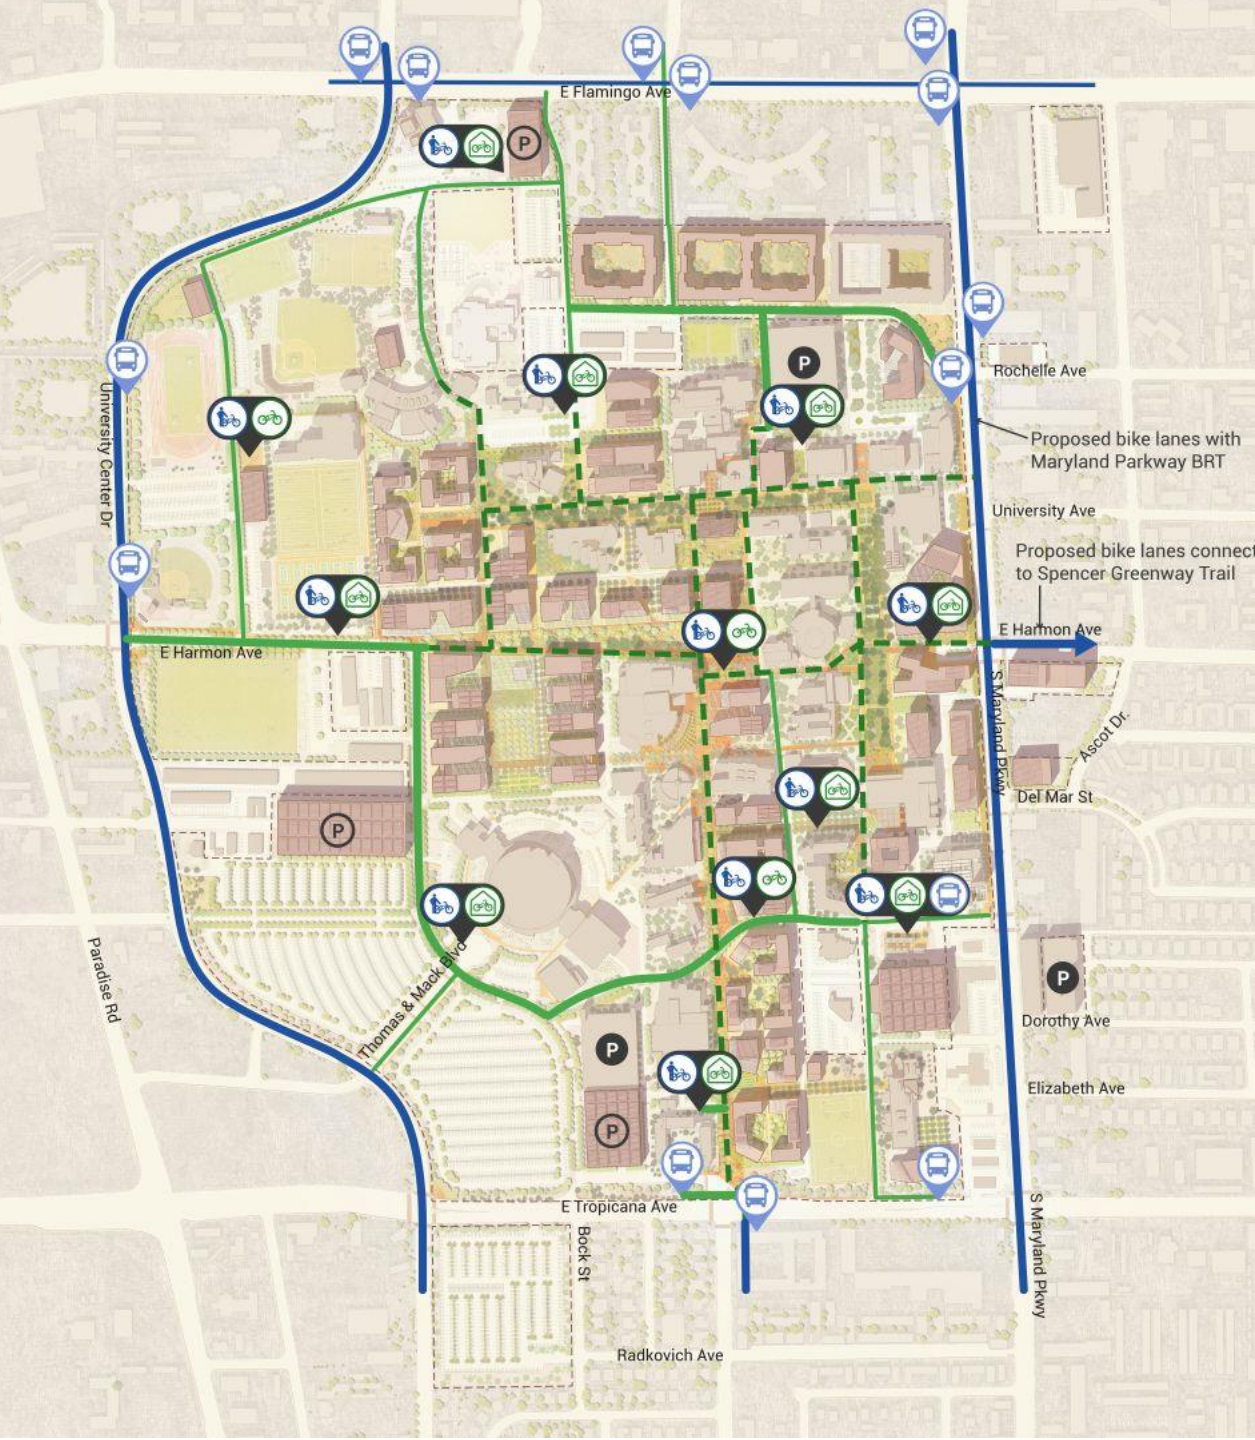 E Flamingo Ave
P
P
Rochelle Ave
Proposed bike lanes with
Maryland Parkway BRT
University Center Dr
University Ave
Proposed bike lanes connect
to Spencer Greenway Trail
E Harmon Ave
E Harmon Ave
S Maryland Pkwy
Ascot Dr.
Del Mar St
P
Paradise Rd
Thomas & Mack Blvd
P
Dorothy Ave
P
Elizabeth Ave
P
E Tropicana Ave
S Maryland Pkwy
Bock St
Radkovich Ave